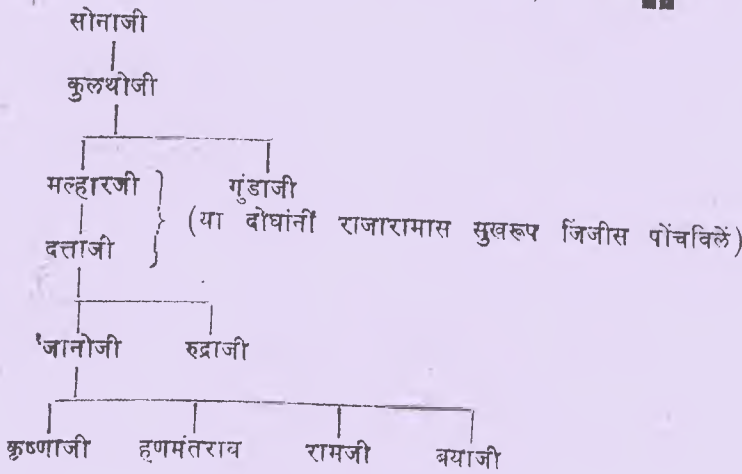 सोनाजी
कुलथोजी
मल्हारजी गुंडाजी
(या दोघांनीं राजारामास सुखरूप जिंजीस पोंचविलें)
दत्ताजी
जानोजी रुद्राजी
कृष्णाजी हणमंतराव रामजी बयाजी